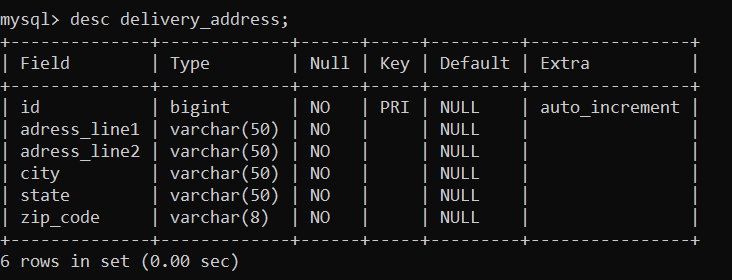 mysql> desc delivery_address;
+--------------+-------------+------+-----+---------+----------------+
| Field        | Type        | Null | Key | Default | Extra          |
+--------------+-------------+------+-----+---------+----------------+
| id           | bigint      | NO   | PRI | NULL    | auto_increment |
| adress_line1 | varchar(50) | NO   |     | NULL    |                |
| adress_line2 | varchar(50) | NO   |     | NULL    |                |
| city         | varchar(50) | NO   |     | NULL    |                |
| state        | varchar(50) | NO   |     | NULL    |                |
| zip_code     | varchar(8)  | NO   |     | NULL    |                |
+--------------+-------------+------+-----+---------+----------------+
6 rows in set (0.00 sec)